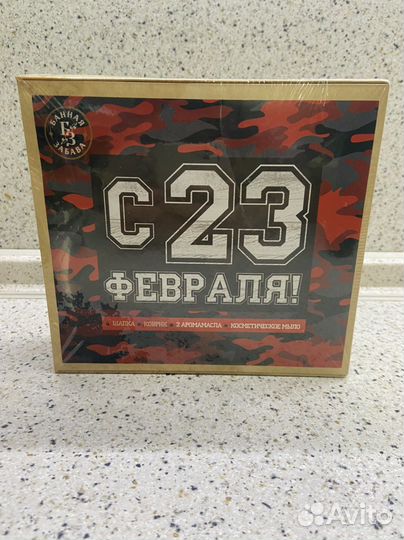 БАННАЯ
БЗ
ЗАБАВА
С 23
ФЕВРАЛЯ!
ШАПКА КОВРИК 2 АРОМАМАСЛА КОСМЕТИЧЕСКОЕ МЫЛО
Avito